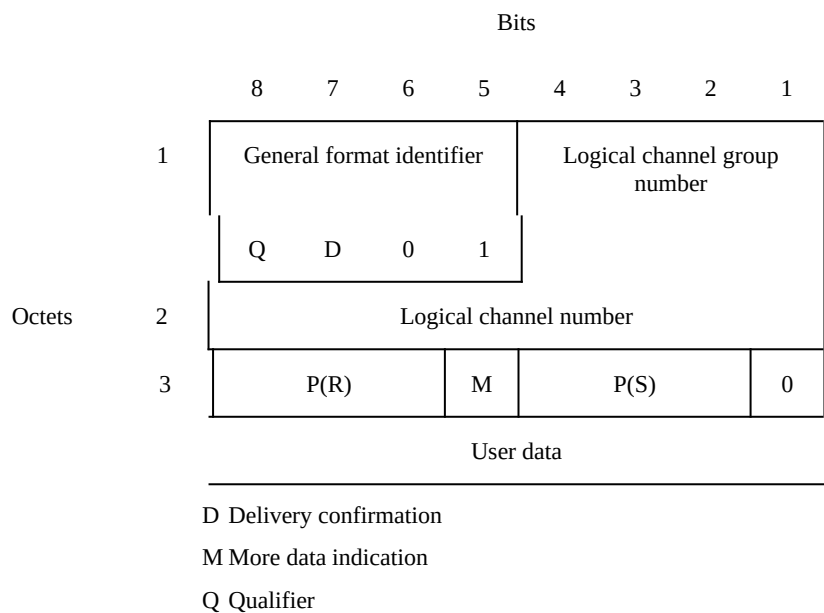 Bits
8 7 6 5 4 3 2 1
1 General format identifier Logical channel group
number
Q D 0 1
Octets 2 Logical channel number
3 P(R) M P(S) 0
User data
D Delivery confirmation
M More data indication
Q Qualifier